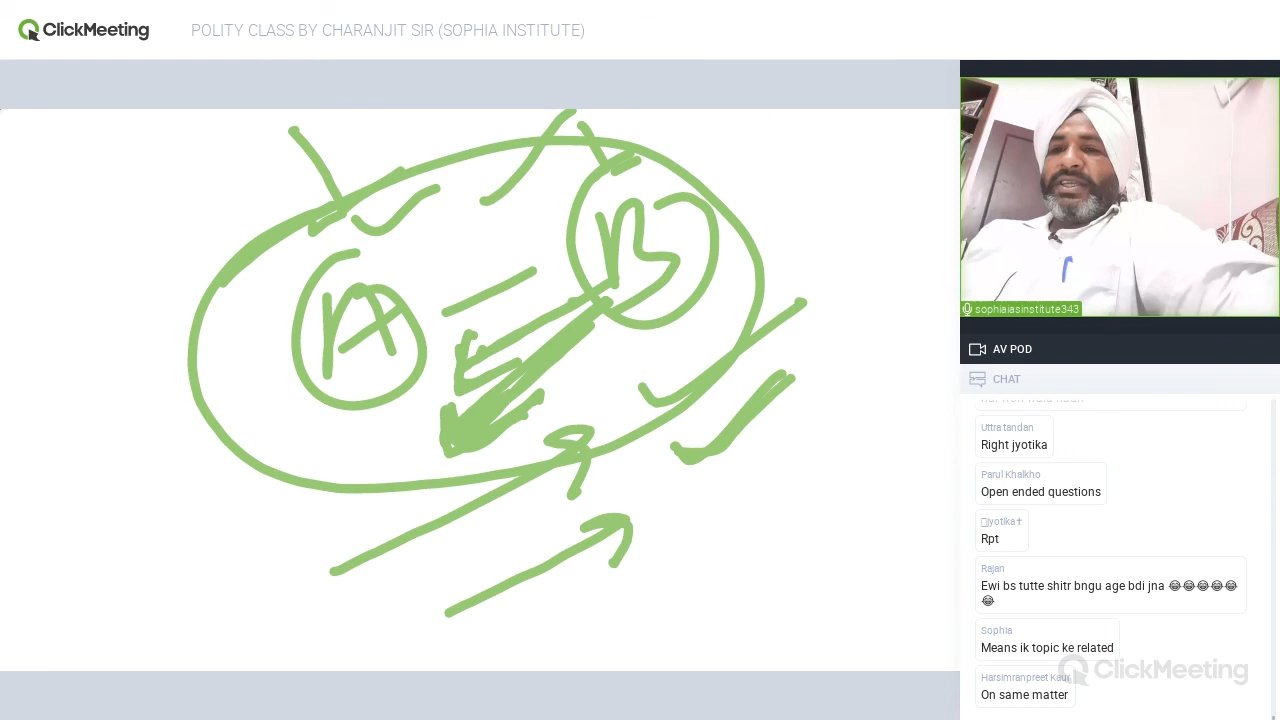 ClickMeeting
POLITY CLASS BY CHARANJIT SIR (SOPHIA INSTITUTE)
A
B
sophiaiasinstitute343
AV POD
CHAT
Uttra tandan
Right jyotika
Parul Khalkho
Open ended questions
yotika✝
Rpt
Rajan
Ewi bs tutte shitr bngu age bdi jna 😂😂😂😂😂
😂
Sophia
Means ik topic ke related
ClickMeeting
Harsimranpreet Kaur
On same matter